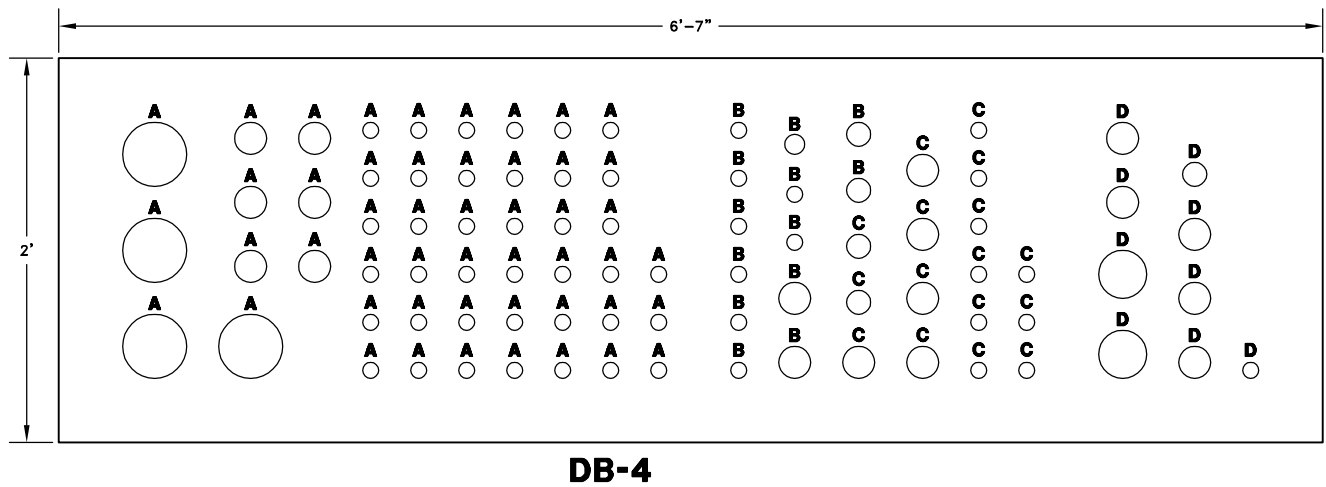 6'-7"
A A A A A A A A A B B C D
B
C
D
A A A A A A B B C
A A B D
A A A A A A A B C C
D
B C
A A D
2'
A A A A A A A B C C
B C C D
A A A A A A A A A B C C
D
B C C D
A A A A A A A B C C D
DB-4